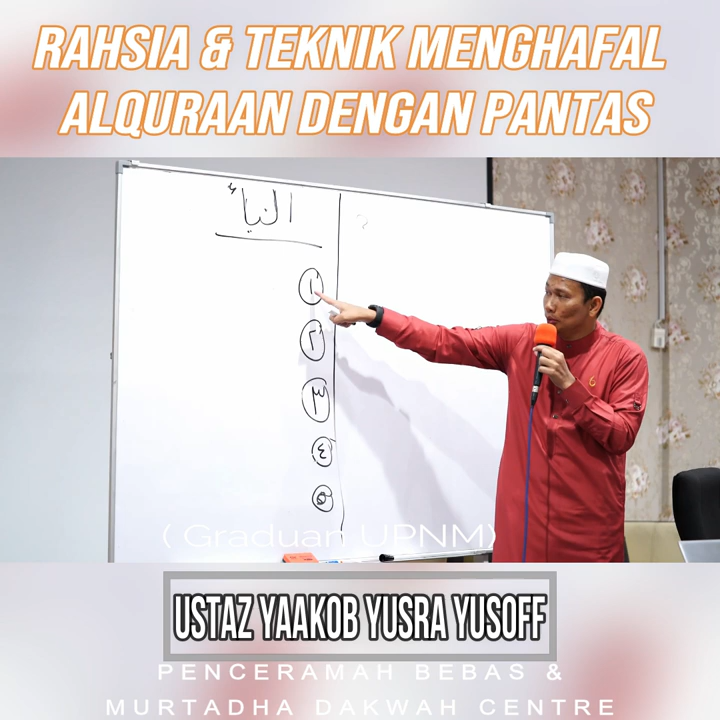 RAHSIA & TEKNIK MENGHAFAL
ALQURAAN DENGAN PANTAS
النبأ
١
٢
٣
٤
٥
( Graduan UPNM)
USTAZ YAAKOB YUSRA YUSOFF
PENCERAMAH BEBAS &
MURTADHA DAKWAH CENTRE